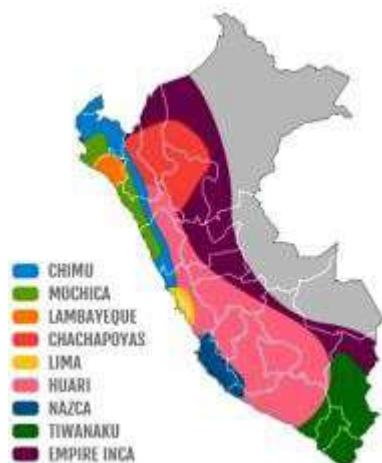 CHIMU
MOCHICA
LAMBAYEQUE
CHACHAPOYAS
LIMA
HUARI
NAZCA
TIWANAKU
EMPIRE INCA